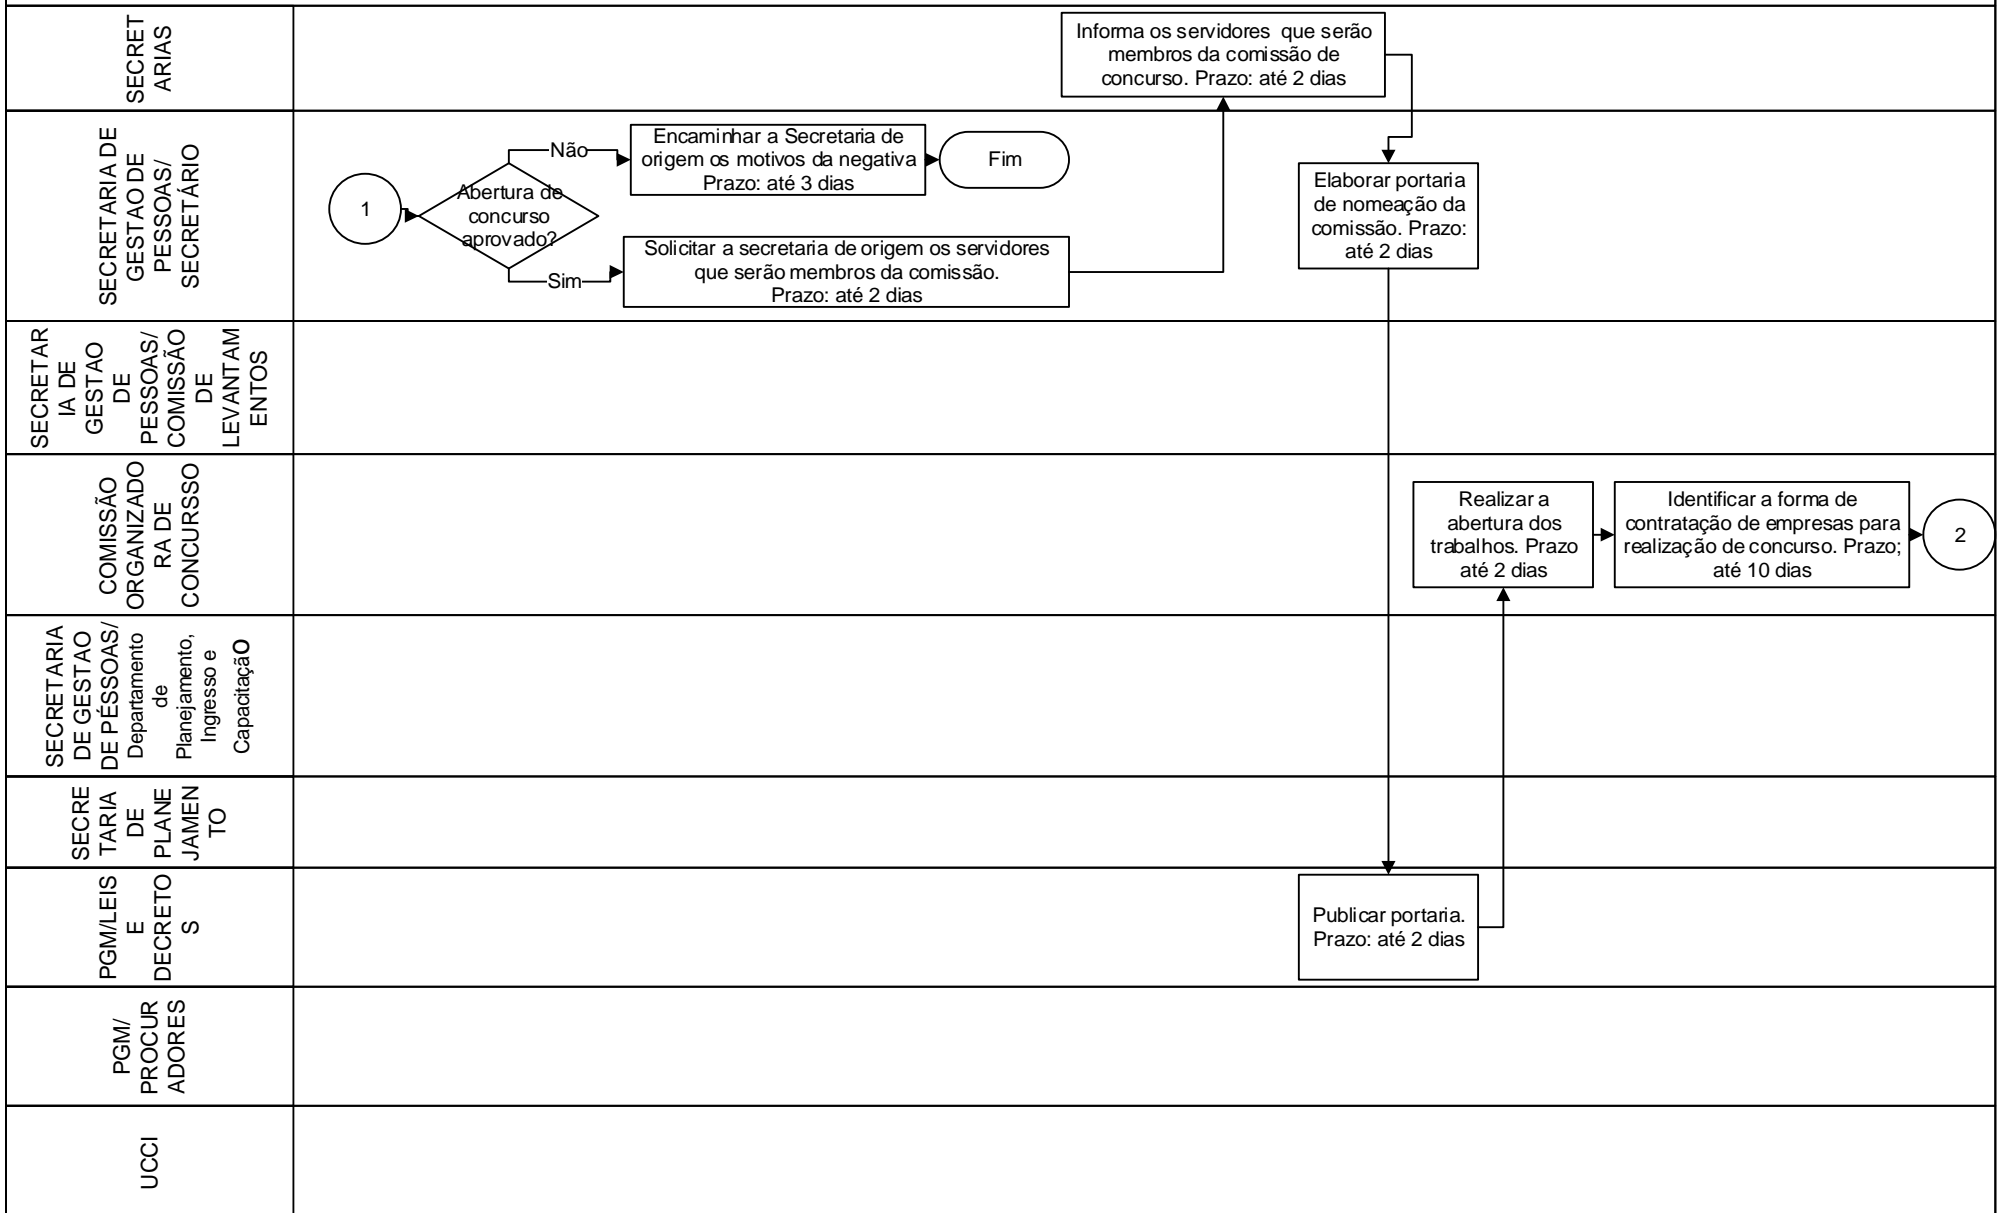 SECRET
ARIAS
Informa os servidores que serão
membros da comissão de
concurso. Prazo: até 2 dias
SECRETARIA DE
GESTAO DE
PESSOAS/
SECRETÁRIO
1
Abertura de
concurso
aprovado?
Não
Encaminhar a Secretaria de
origem os motivos da negativa
Prazo: até 3 dias
Fim
Sim
Solicitar a secretaria de origem os servidores
que serão membros da comissão.
Prazo: até 2 dias
Elaborar portaria
de nomeação da
comissão. Prazo:
até 2 dias
SECRETAR
IA DE
GESTAO
DE
PESSOAS/
COMISSÃO
DE
LEVANTAM
ENTOS
COMISSÃO
ORGANIZADO
RA DE
CONCURSSO
Realizar a
abertura dos
trabalhos. Prazo
até 2 dias
Identificar a forma de
contratação de empresas para
realização de concurso. Prazo;
até 10 dias
2
SECRETARIA
DE GESTAO
DE PÉSSOAS/
Departamento
de
Planejamento,
Ingresso e
Capacitação
SECRE
TARIA
DE
PLANE
JAMEN
TO
PGM/LEIS
E
DECRETO
S
Publicar portaria.
Prazo: até 2 dias
PGM/
PROCUR
ADORES
UCCI